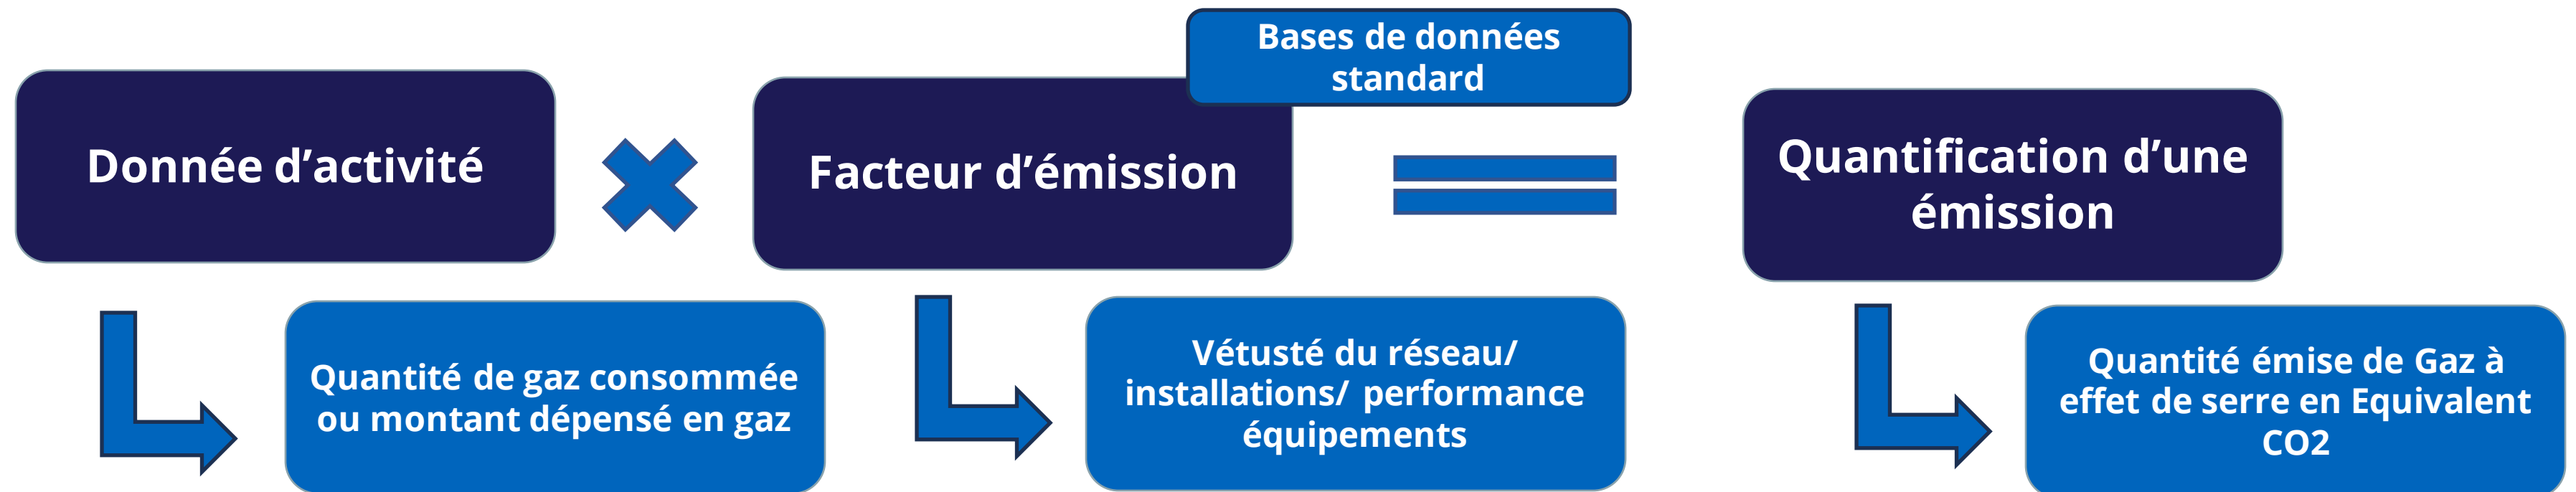 Bases de données
standard
Donnée d’activité
Facteur d’émission
Quantification d’une
émission
Quantité de gaz consommée
ou montant dépensé en gaz
Vétusté du réseau/
installations/ performance
équipements
Quantité émise de Gaz à
effet de serre en Equivalent
CO2